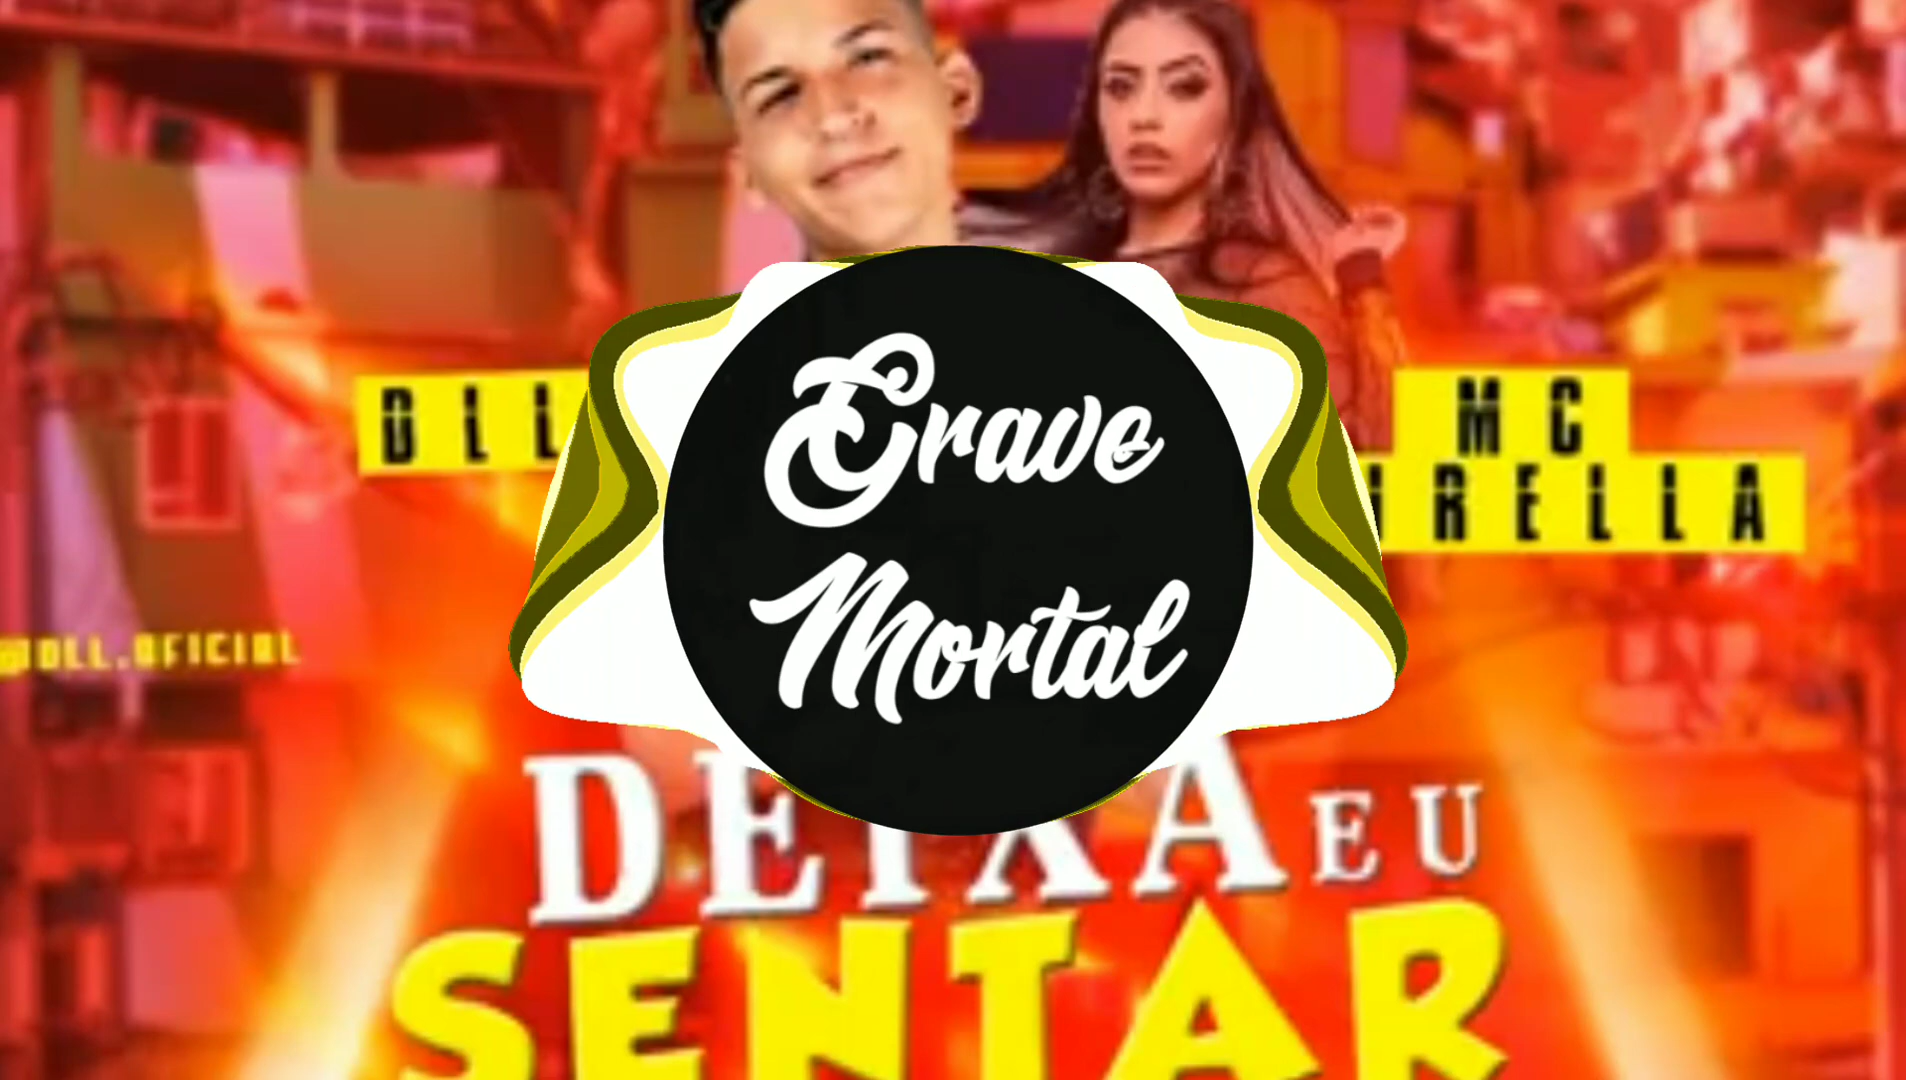 Grave
Mortal
DLL
MC
RELLA
@DLL.OFICIAL
DEIXA EU
SENTAR